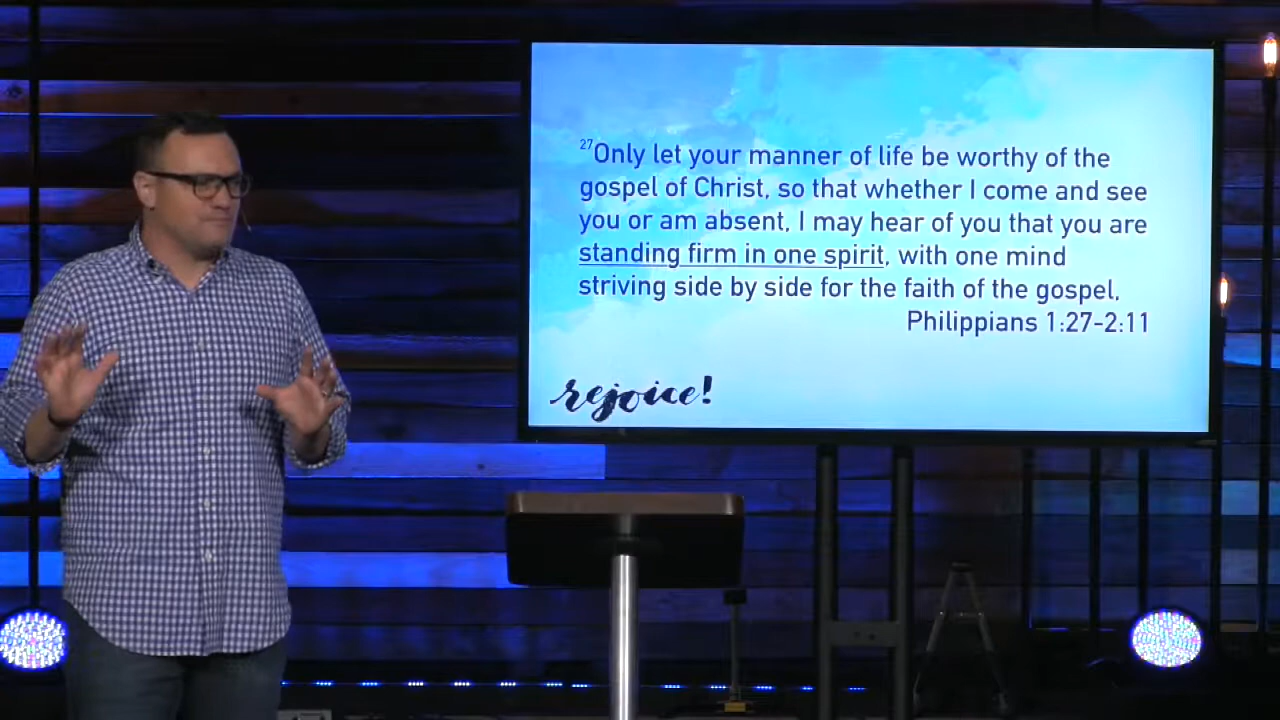 27Only let your manner of life be worthy of the
gospel of Christ, so that whether I come and see
you or am absent, I may hear of you that you are
standing firm in one spirit, with one mind
striving side by side for the faith of the gospel,
Philippians 1:27-2:11
rejoice!